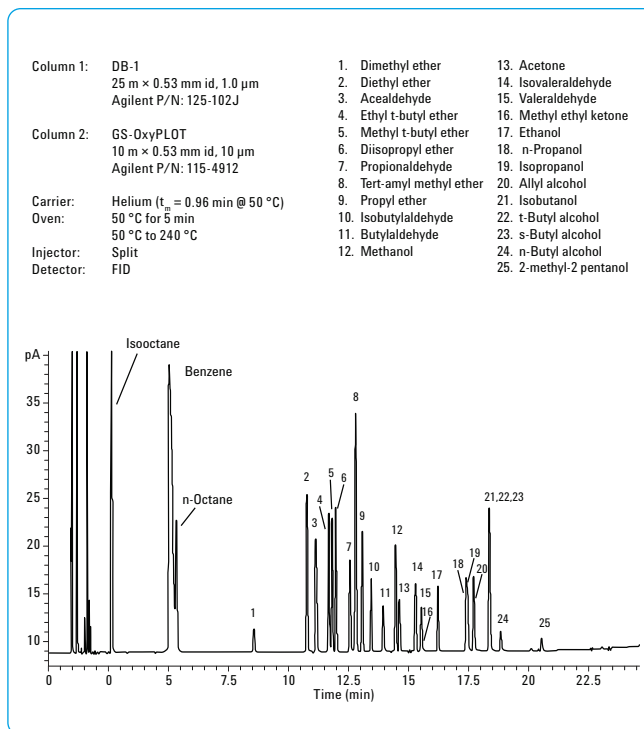 Column 1: DB-1
25 m × 0.53 mm id, 1.0 µm
Agilent P/N: 125-102J
Column 2: GS-OxyPLOT
10 m × 0.53 mm id, 10 µm
Agilent P/N: 115-4912
Carrier: Helium (tm = 0.96 min @ 50 °C)
Oven: 50 °C for 5 min
50 °C to 240 °C
Injector: Split
Detector: FID
1. Dimethyl ether
2. Diethyl ether
3. Acealdehyde
4. Ethyl t-butyl ether
5. Methyl t-butyl ether
6. Diisopropyl ether
7. Propionaldehyde
8. Tert-amyl methyl ether
9. Propyl ether
10. Isobutylaldehyde
11. Butylaldehyde
12. Methanol
13. Acetone
14. Isovaleraldehyde
15. Valeraldehyde
16. Methyl ethyl ketone
17. Ethanol
18. n-Propanol
19. Isopropanol
20. Allyl alcohol
21. Isobutanol
22. t-Butyl alcohol
23. s-Butyl alcohol
24. n-Butyl alcohol
25. 2-methyl-2 pentanol
pA
35
30
25
20
15
10
Isooctane
Benzene
n-Octane
1
2
3
4
5
6
7
8
9
10
11
12
13
14
15
16
17
18
19
20
21,22,23
24
25
0 0 5 7.5 10 12.5 15 17.5 20 22.5
Time (min)